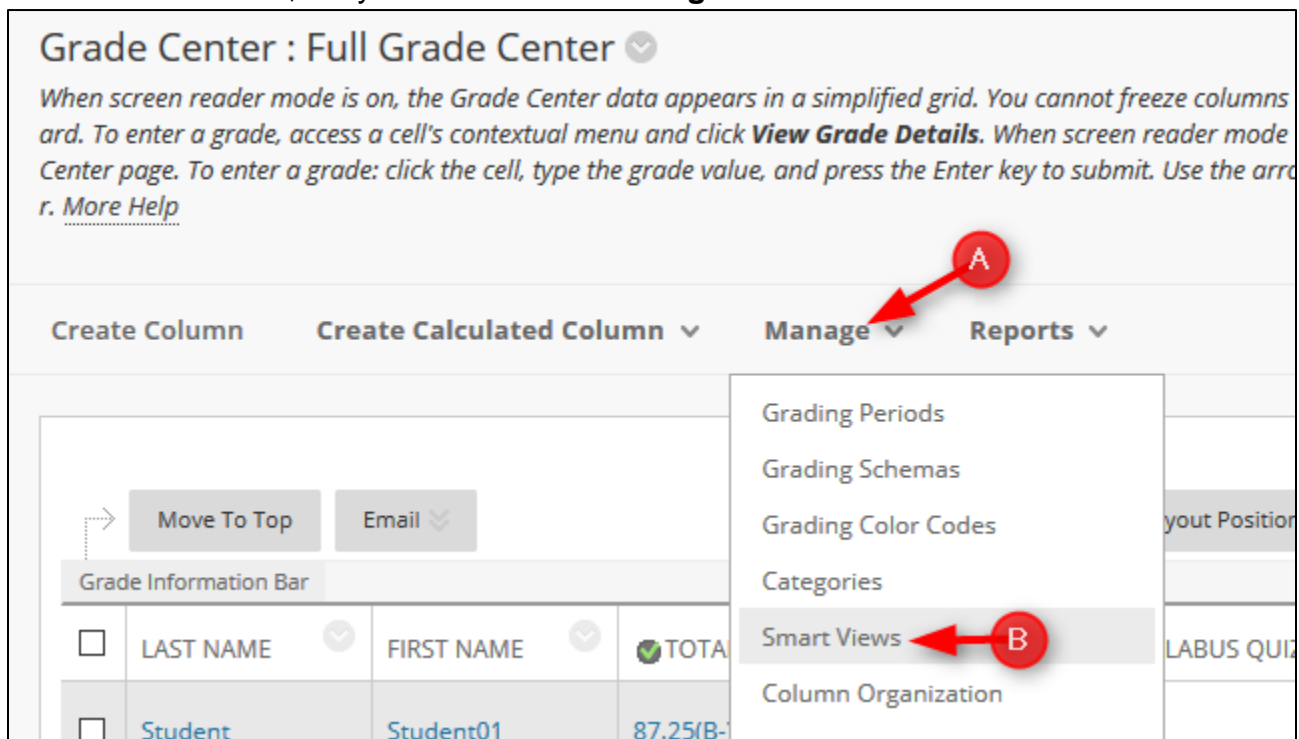 Grade Center : Full Grade Center
When screen reader mode is on, the Grade Center data appears in a simplified grid. You cannot freeze columns
ard. To enter a grade, access a cell's contextual menu and click View Grade Details. When screen reader mode
Center page. To enter a grade: click the cell, type the grade value, and press the Enter key to submit. Use the arro
r. More Help
A
Create Column Create Calculated Column Manage Reports
Grading Periods
Grading Schemas
Move To Top Email Grading Color Codes yout Position
Grade Information Bar Categories
LAST NAME FIRST NAME TOTA Smart Views B LABUS QUIZ
Column Organization
Student Student01 87.25(B-